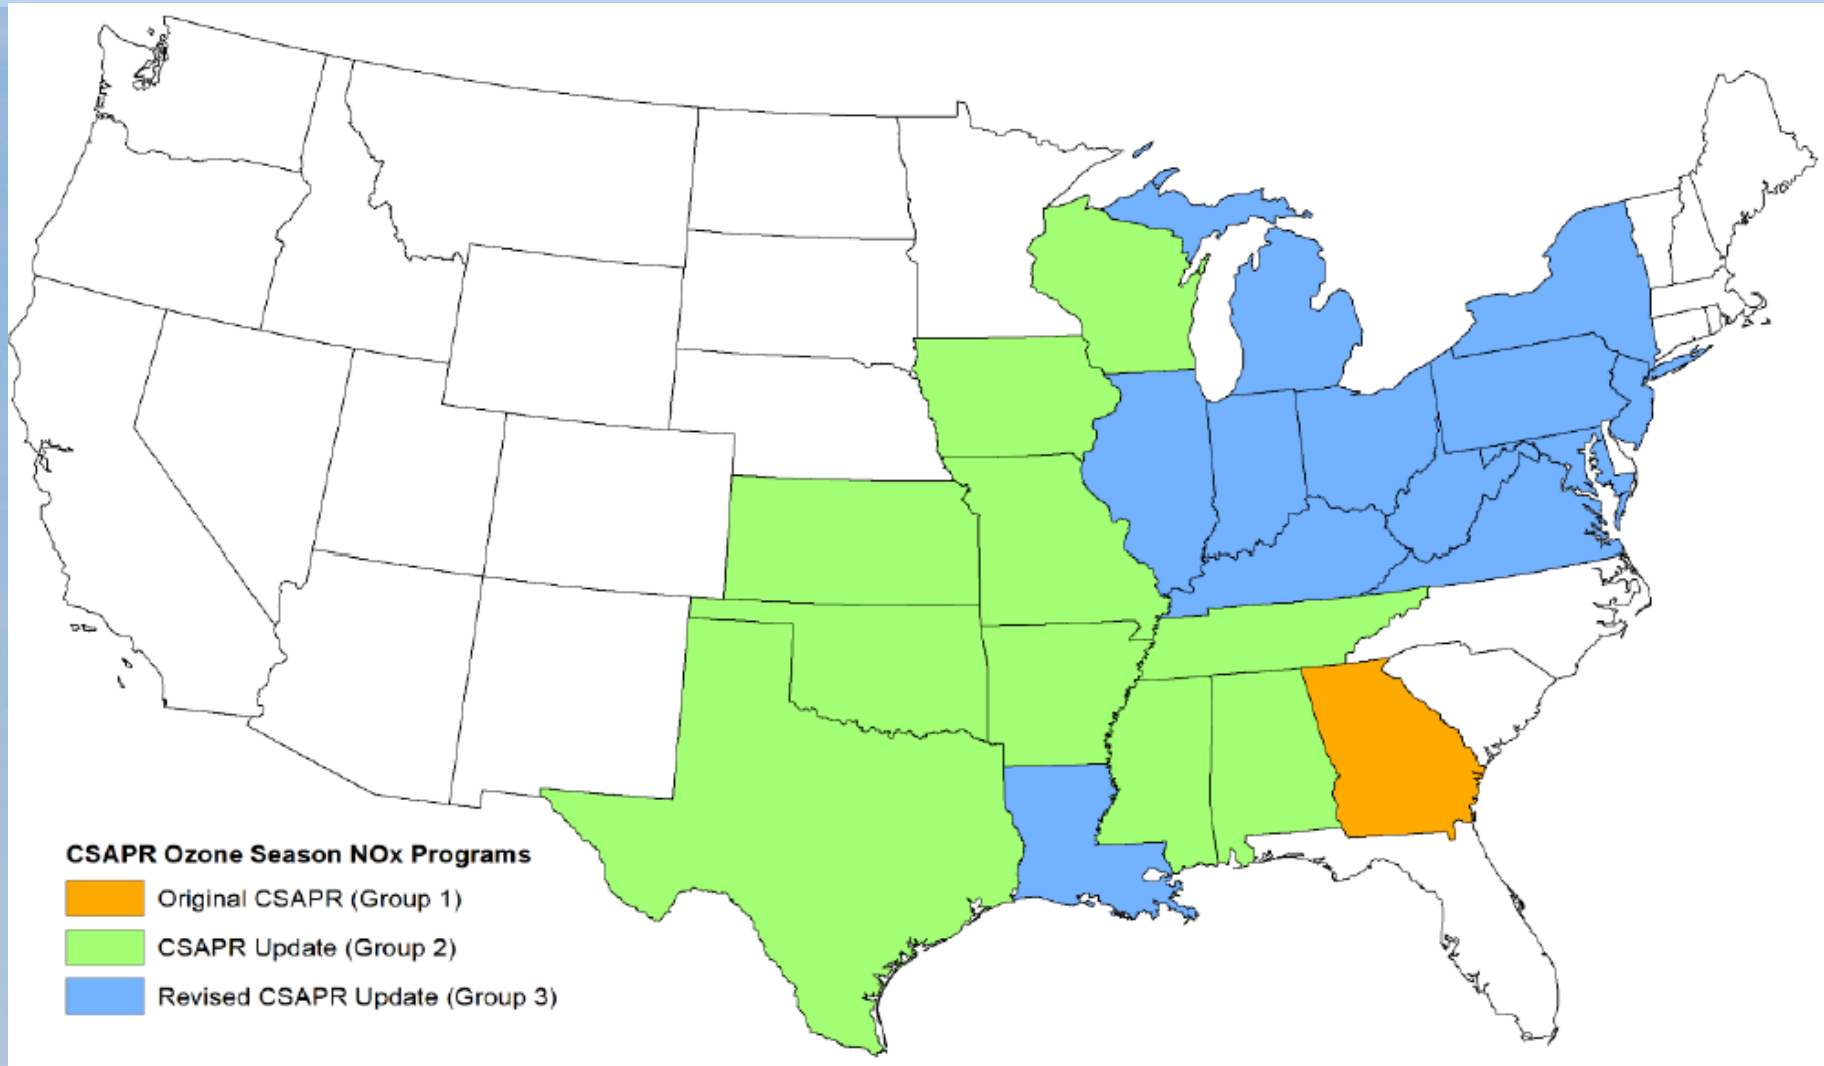 CSAPR Ozone Season NOx Programs
Original CSAPR (Group 1)
CSAPR Update (Group 2)
Revised CSAPR Update (Group 3)